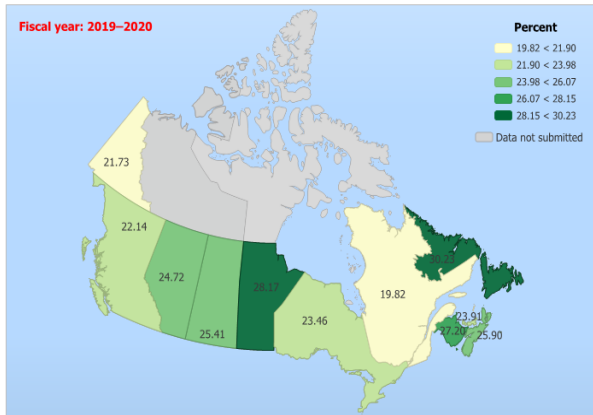 Fiscal year: 2019–2020
Percent
19.82 < 21.90
21.90 < 23.98
23.98 < 26.07
26.07 < 28.15
28.15 < 30.23
Data not submitted
21.73
22.14
24.72
25.41
28.17
23.46
19.82
30.23
23.91
27.20
25.90